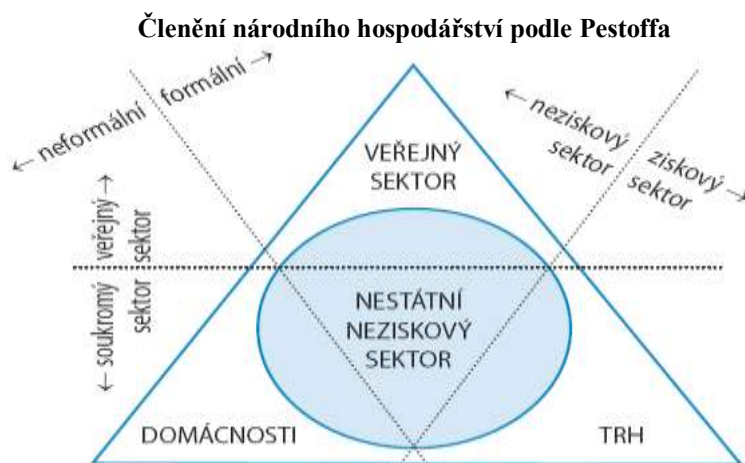 Členění národního hospodářství podle Pestoffa
← neformální
formální →
← neziskový
sektor
ziskový →
sektor
VEŘEJNÝ
SEKTOR
← soukromý
sektor
veřejný →
sektor
NESTÁTNÍ
NEZISKOVÝ
SEKTOR
DOMÁCNOSTI
TRH